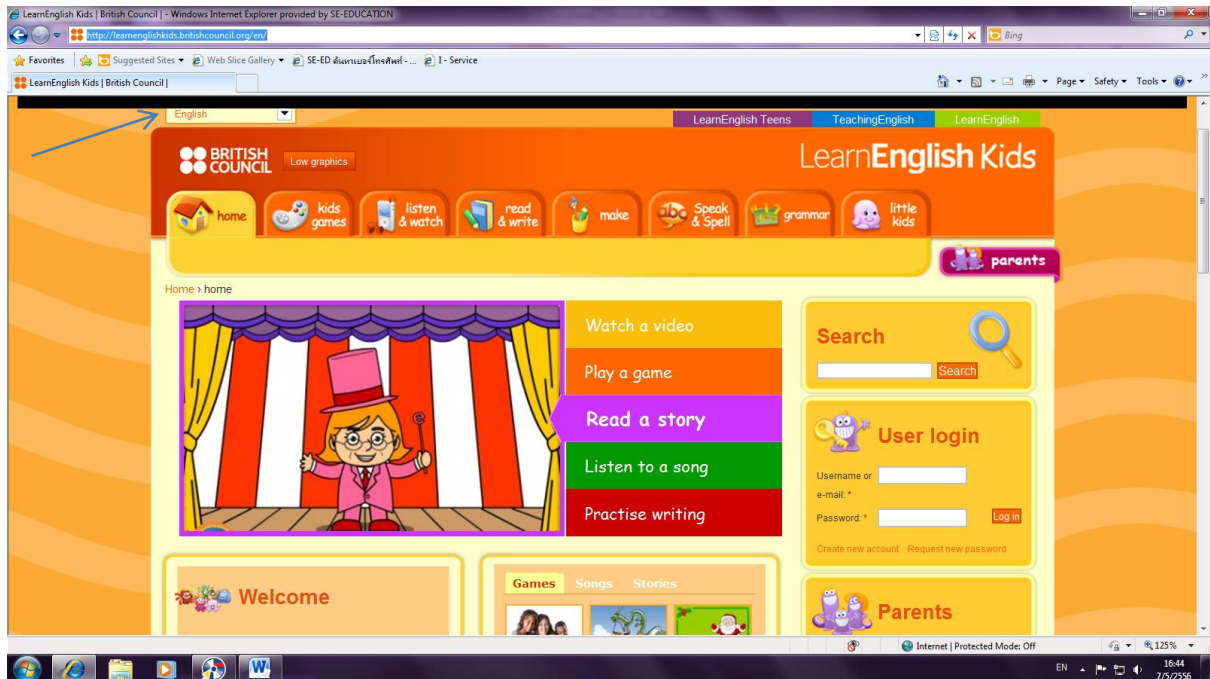 LearnEnglish Kids | British Council | - Windows Internet Explorer provided by SE-EDUCATION
http://learnenglishkids.britishcouncil.org/en/
Bing
Favorites
Suggested Sites
Web Slice Gallery
SE-ED ค้นหาเบอร์โทรศัพท์ - ...
I - Service
LearnEnglish Kids | British Council |
Page
Safety
Tools
English
LearnEnglish Teens
TeachingEnglish
LearnEnglish
BRITISH
COUNCIL
Low graphics
LearnEnglish Kids
home
kids
games
listen
& watch
read
& write
make
abc
Speak
& Spell
grammar
little
kids
parents
Home › home
Watch a video
Play a game
Read a story
Listen to a song
Practise writing
Search
Search
User login
Username or
e-mail: *
Password: *
Log in
Create new account
Request new password
Welcome
Games
Songs
Stories
Parents
Internet | Protected Mode: Off
125%
EN
16:44
7/5/2556